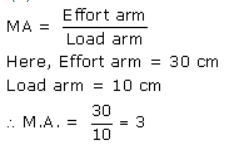 MA = Effort arm / Load arm
Here, Effort arm = 30 cm
Load arm = 10 cm
∴ M.A. = 30 / 10 = 3